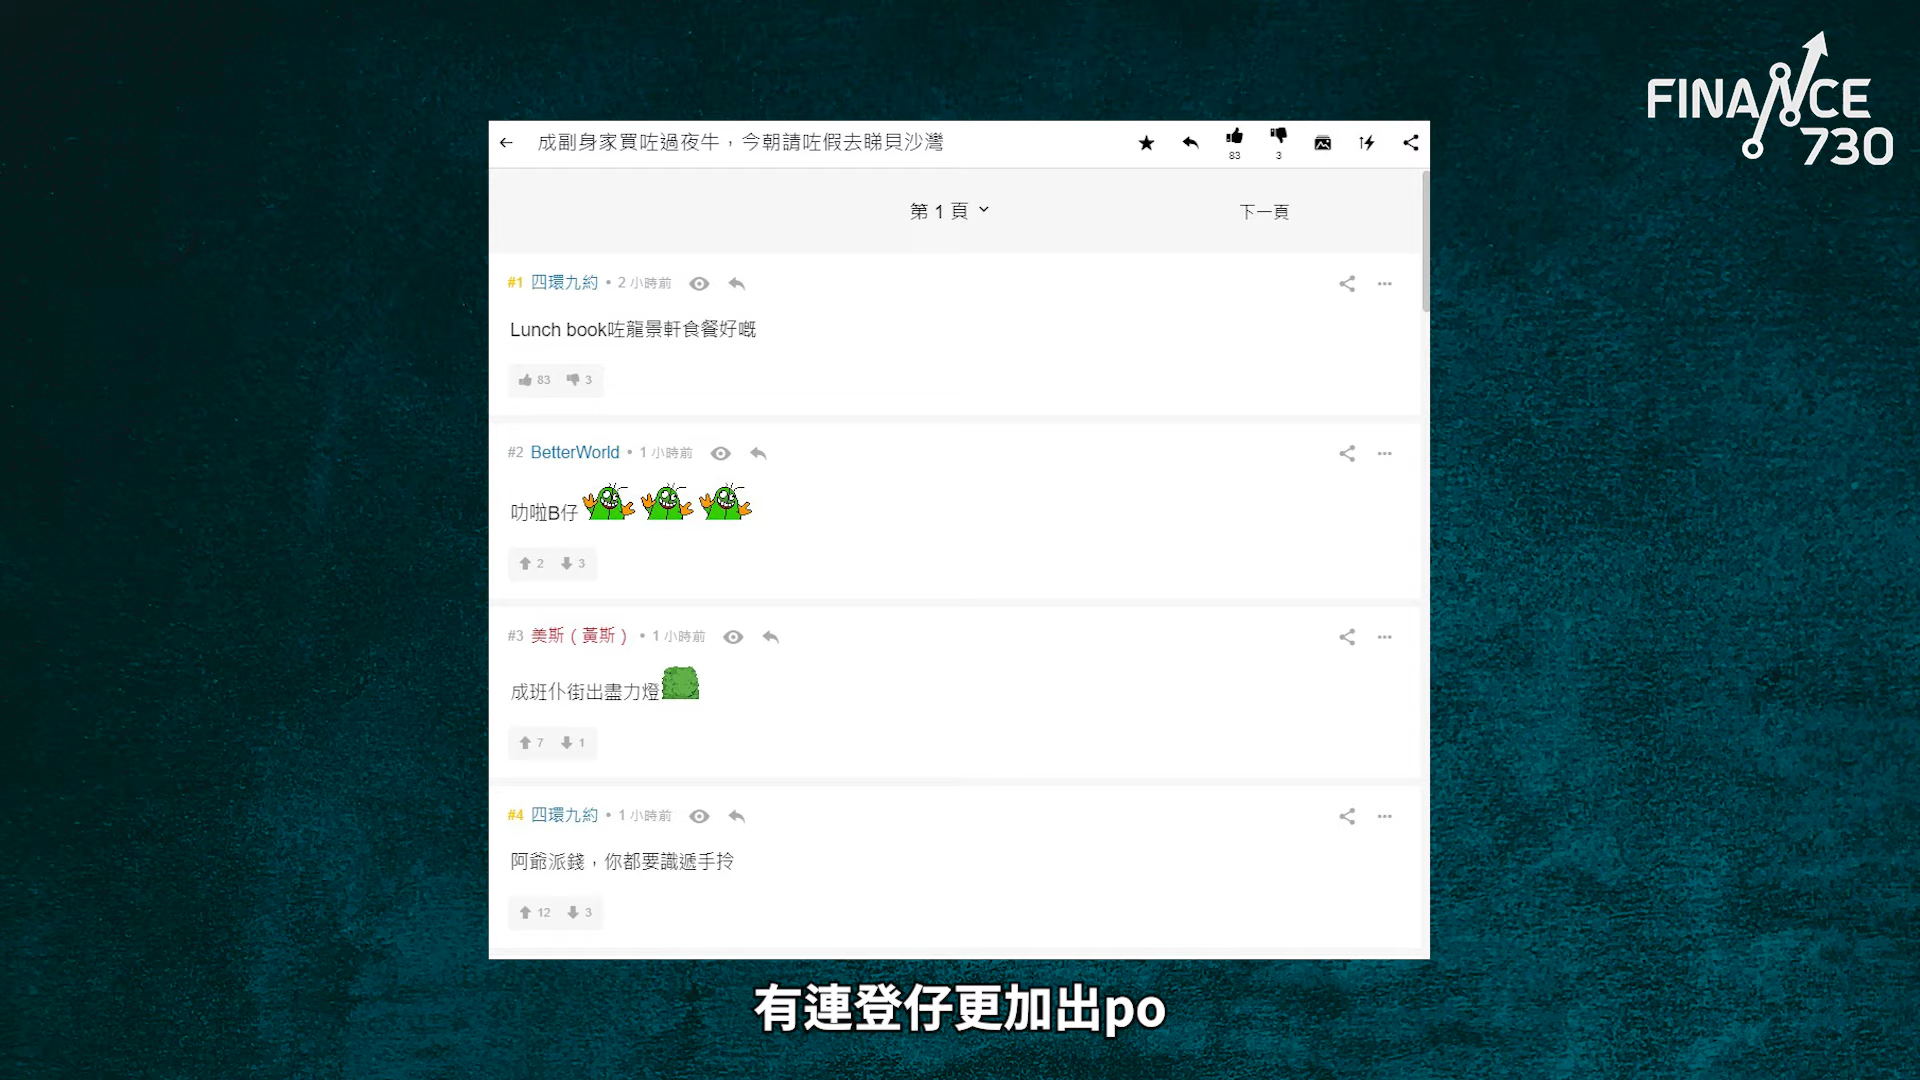 FINANCE
730
成副身家買咗過夜牛，今朝請咗假去睇貝沙灣
83
3
第 1 頁
下一頁
#1 四環九約 • 2 小時前
Lunch book咗龍景軒食餐好嘅
83 3
#2 BetterWorld • 1 小時前
叻啦B仔
2 3
#3 美斯（黃斯） • 1 小時前
成班仆街出盡力燈
7 1
#4 四環九約 • 1 小時前
阿爺派錢，你都要識遞手拎
12 3
有連登仔更加出po